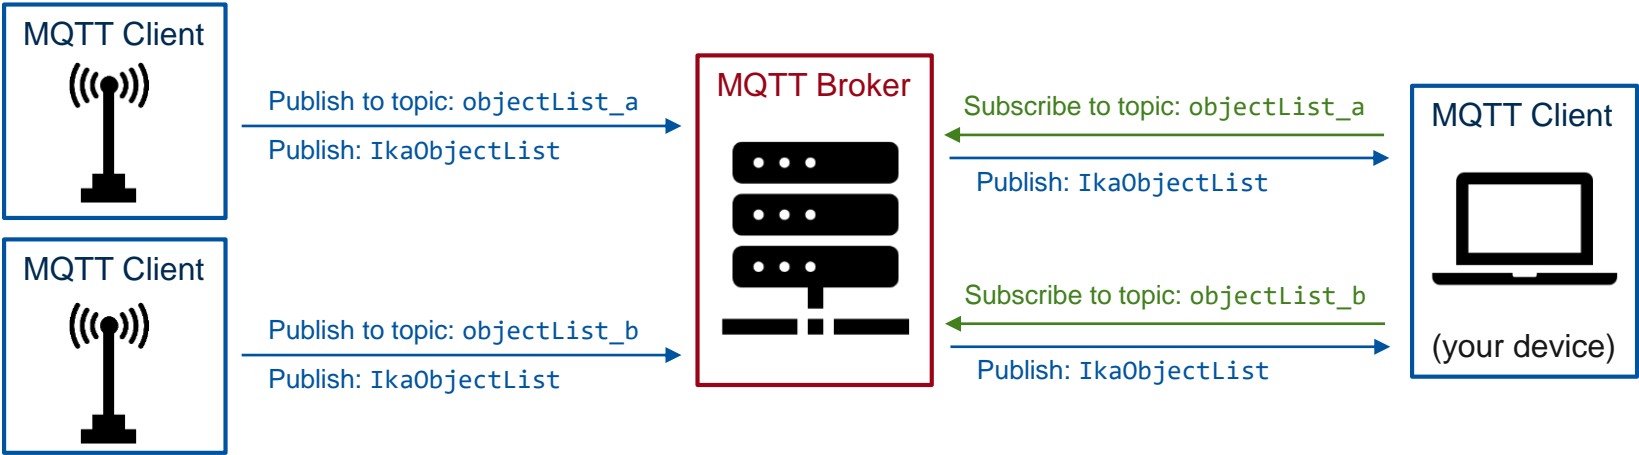 MQTT Client
Publish to topic: objectList_a
Publish: IkaObjectList
MQTT Client
Publish to topic: objectList_b
Publish: IkaObjectList
MQTT Broker
Subscribe to topic: objectList_a
Publish: IkaObjectList
Subscribe to topic: objectList_b
Publish: IkaObjectList
MQTT Client
(your device)